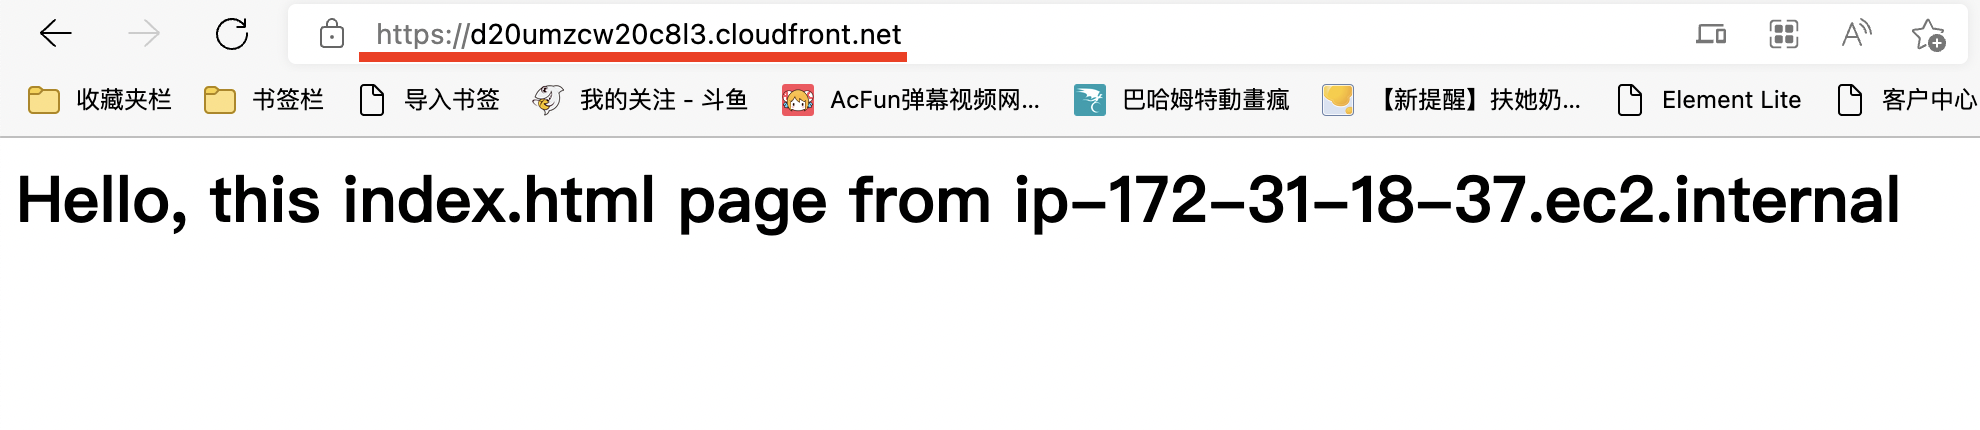 https://d20umzcw20c8l3.cloudfront.net
收藏夹栏 书签栏 导入书签 我的关注 - 斗鱼 AcFun弹幕视频网... 巴哈姆特動畫瘋 【新提醒】扶她奶... Element Lite 客户中心
Hello, this index.html page from ip-172-31-18-37.ec2.internal